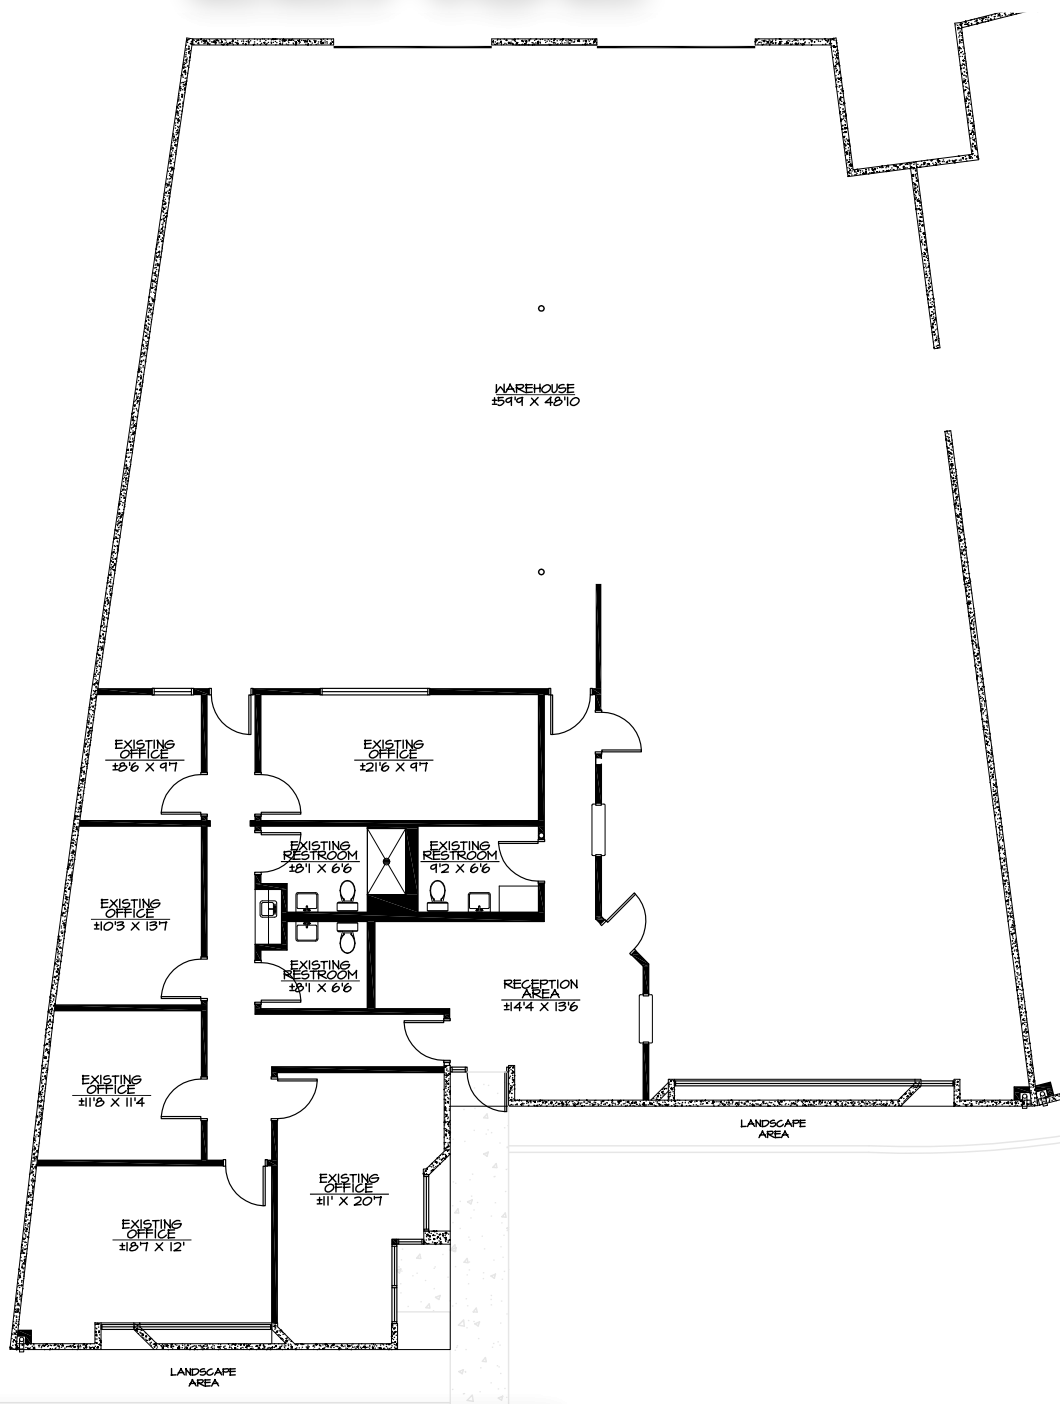 WAREHOUSE
±59'9 X 48'10
EXISTING
OFFICE
±8'6 X 9'7
EXISTING
OFFICE
±21'6 X 9'7
EXISTING
RESTROOM
±8'1 X 6'6
EXISTING
RESTROOM
9'2 X 6'6
EXISTING
OFFICE
±10'3 X 13'7
EXISTING
RESTROOM
±8'1 X 6'6
RECEPTION
AREA
±14'4 X 13'6
EXISTING
OFFICE
±11'8 X 11'4
LANDSCAPE
AREA
EXISTING
OFFICE
±11' X 20'7
EXISTING
OFFICE
±18'7 X 12'
LANDSCAPE
AREA